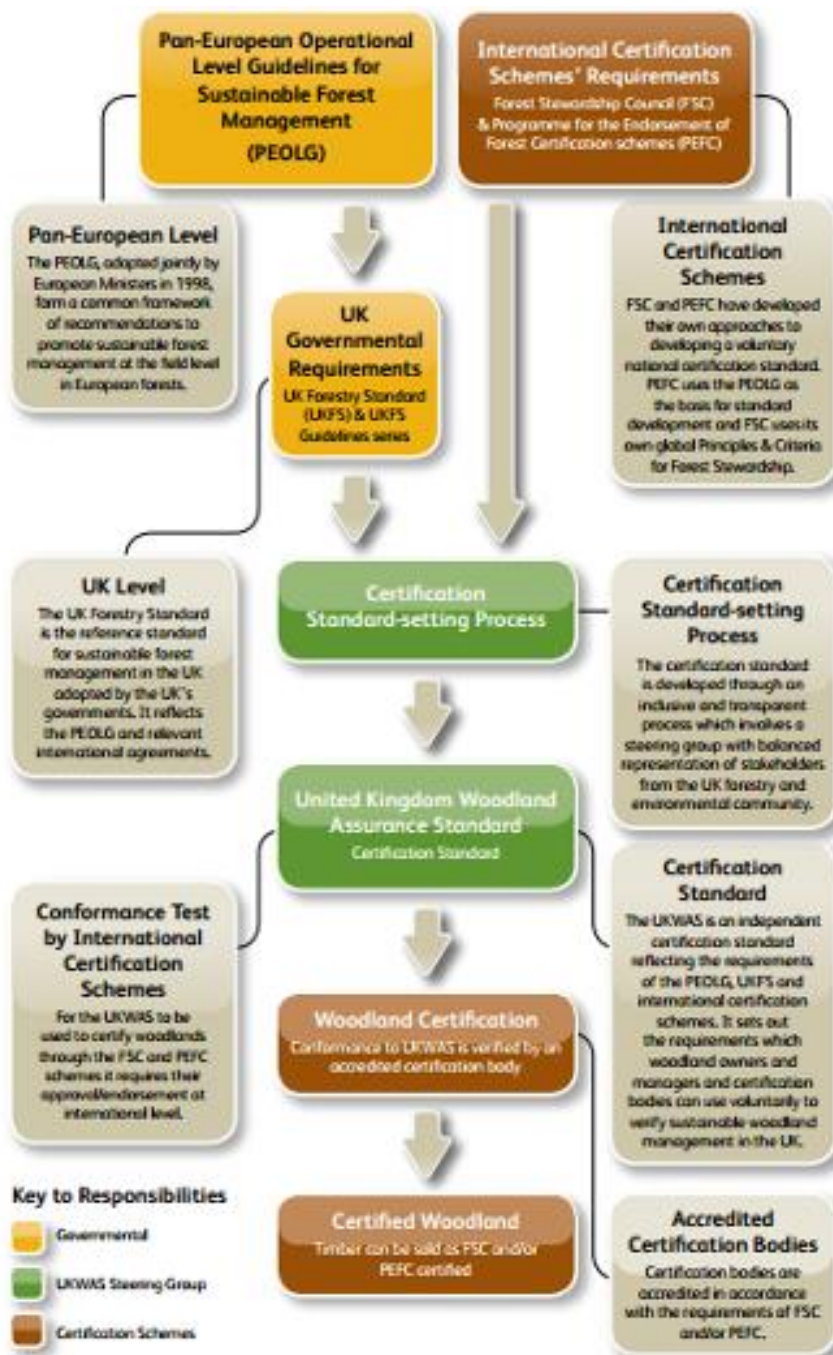 Pan-European Operational
Level Guidelines for
Sustainable Forest
Management
(PEOLG)
International Certification
Schemes' Requirements
Forest Stewardship Council (FSC)
& Programme for the Endorsement of
Forest Certification schemes (PEFC)
Pan-European Level
The PEOLG, adopted jointly by
European Ministers in 1998,
form a common framework
of recommendations to
promote sustainable forest
management at the field level
in European forests.
UK
Governmental
Requirements
UK Forestry Standard
(UKFS) & UKFS
Guidelines series
International
Certification
Schemes
FSC and PEFC have developed
their own approaches to
developing a voluntary
national certification standard.
PEFC uses the PEOLG as
the basis for standard
development and FSC uses its
own global Principles & Criteria
for Forest Stewardship.
UK Level
The UK Forestry Standard
is the reference standard
for sustainable forest
management in the UK
adopted by the UK's
governments. It reflects
the PEOLG and relevant
international agreements.
Certification
Standard-setting Process
Certification
Standard-setting
Process
The certification standard
is developed through an
inclusive and transparent
process which involves a
steering group with balanced
representation of stakeholders
from the UK forestry and
environmental community.
United Kingdom Woodland
Assurance Standard
Certification Standard
Conformance Test
by International
Certification
Schemes
For the UKWAS to be
used to certify woodlands
through the FSC and PEFC
schemes it requires their
approval/endorsement at
international level.
Certification
Standard
The UKWAS is an independent
certification standard
reflecting the requirements
of the PEOLG, UKFS and
international certification
schemes. It sets out
the requirements which
woodland owners and
managers and certification
bodies can use voluntarily to
verify sustainable woodland
management in the UK.
Woodland Certification
Conformance to UKWAS is verified by an
accredited certification body
Certified Woodland
Timber can be sold as FSC and/or
PEFC certified
Accredited
Certification Bodies
Certification bodies are
accredited in accordance
with the requirements of FSC
and/or PEFC.
Key to Responsibilities
Governmental
UKWAS Steering Group
Certification Schemes